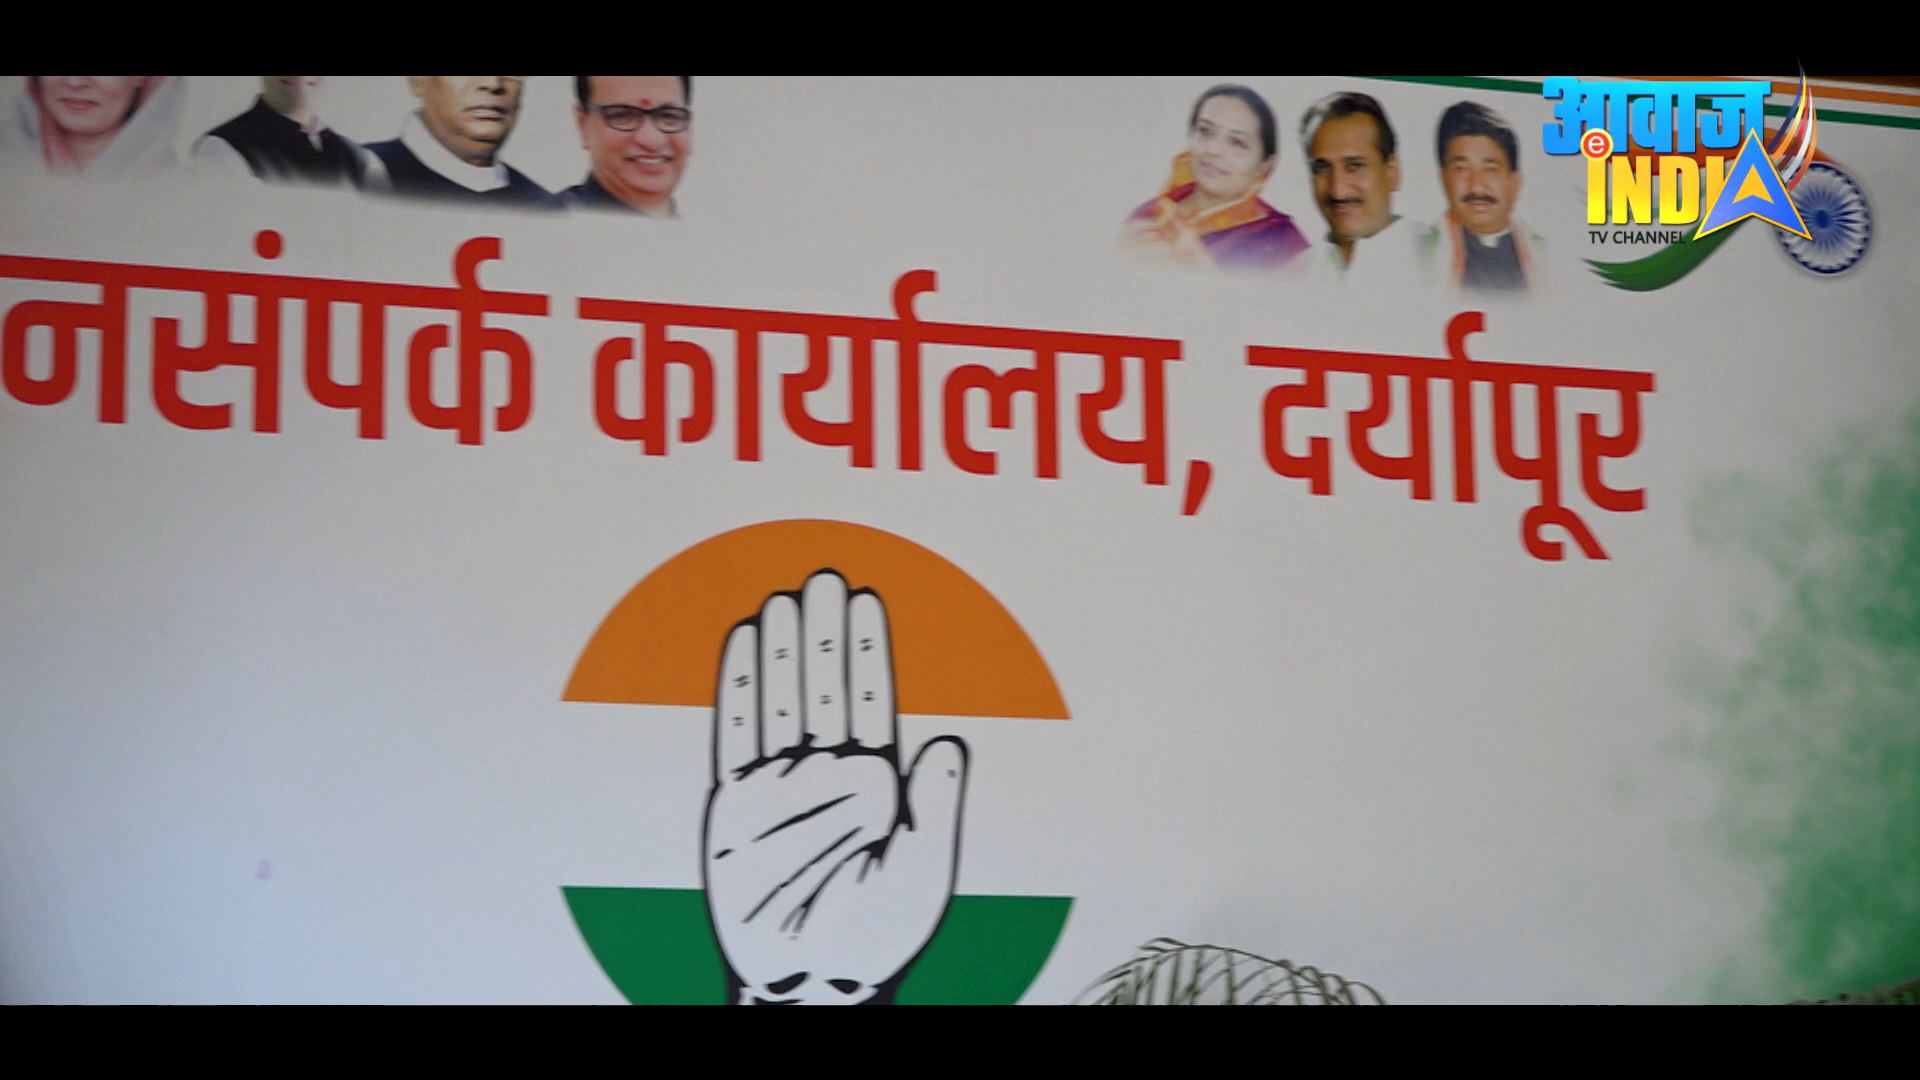 आवाज
e
INDIA
TV CHANNEL
नसंपर्क कार्यालय, दर्यापूर